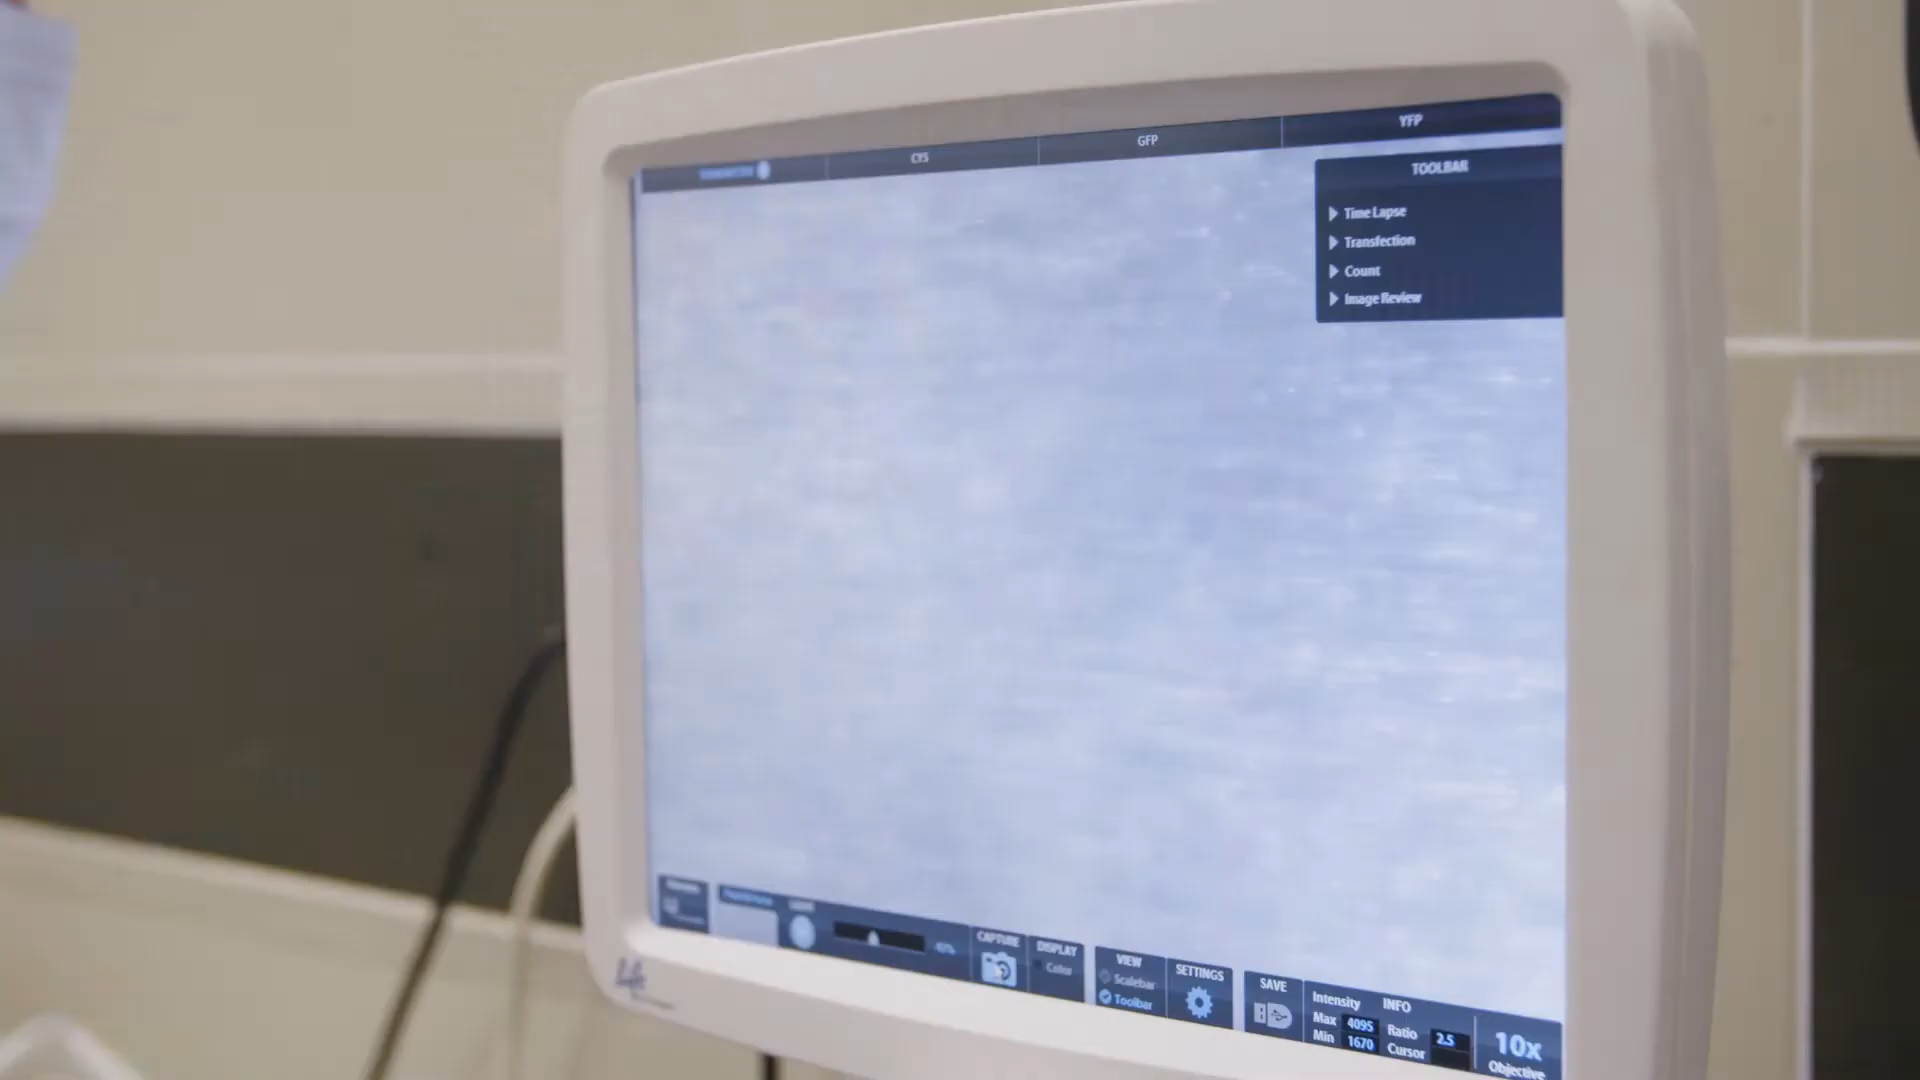 CY5
GFP
YFP
TOOLBAR
Time Lapse
Transfection
Count
Image Review
CAPTURE
DISPLAY
Color
VIEW
Scalebar
Toolbar
SETTINGS
SAVE
Intensity
INFO
Max 4095
Min 1670
Ratio 2.5
Cursor
10x
Objective